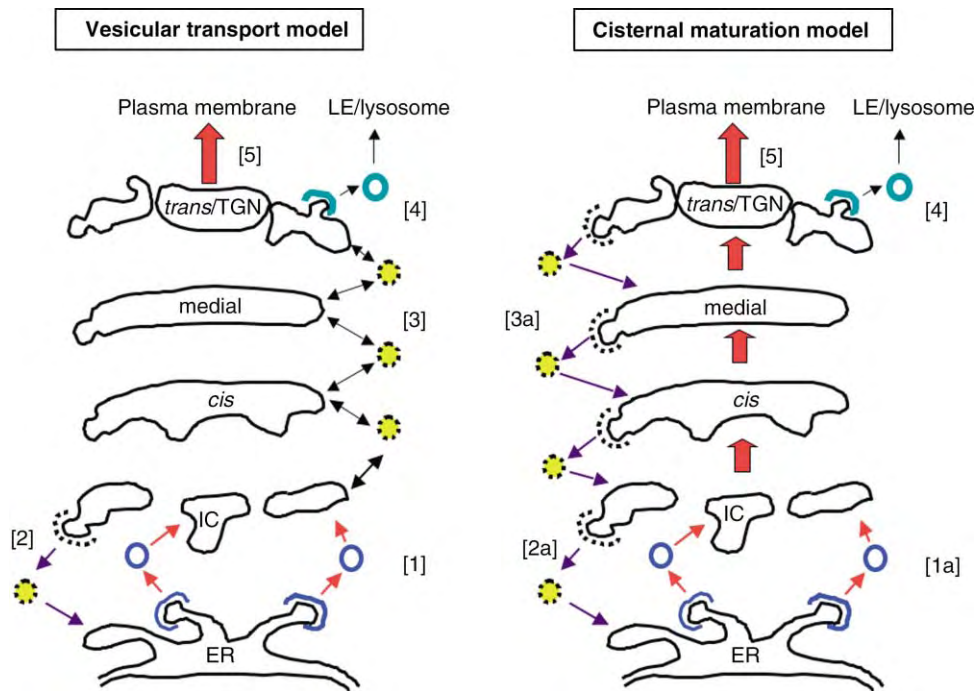 Vesicular transport model
Plasma membrane
LE/lysosome
[5]
trans/TGN
[4]
medial
[3]
cis
IC
[2]
[1]
ER
Cisternal maturation model
Plasma membrane
LE/lysosome
[5]
trans/TGN
[4]
medial
[3a]
cis
IC
[2a]
[1a]
ER